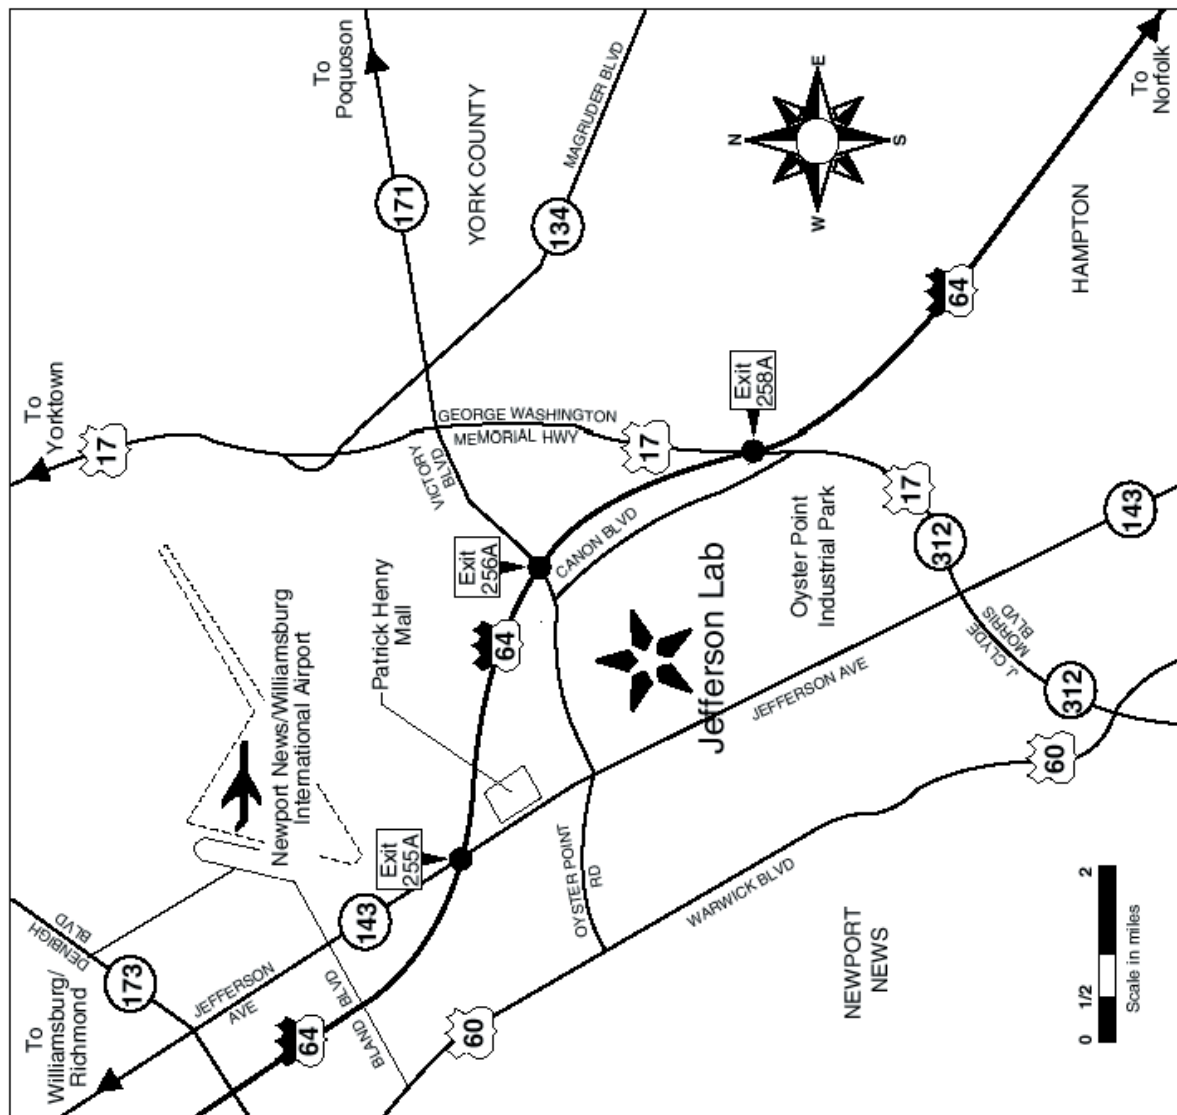 To
Williamsburg/
Richmond
DENBIGH
BLVD
173
JEFFERSON
AVE
143
BLAND BLVD
64
60
Newport News/Williamsburg
International Airport
Exit
255A
Patrick Henry
Mall
Exit
256A
64
OYSTER POINT
RD
WARWICK BLVD
NEWPORT
NEWS
To
Yorktown
17
VICTORY
BLVD
GEORGE WASHINGTON
MEMORIAL HWY
17
CANON BLVD
Jefferson Lab
Oyster Point
Industrial Park
JEFFERSON AVE
Exit
258A
17
312
J. CLYDE
MORRIS
BLVD
312
143
60
To
Poquoson
171
YORK COUNTY
134
MAGRUDER BLVD
N
E
S
W
64
HAMPTON
To
Norfolk
0 1/2 2
Scale in miles